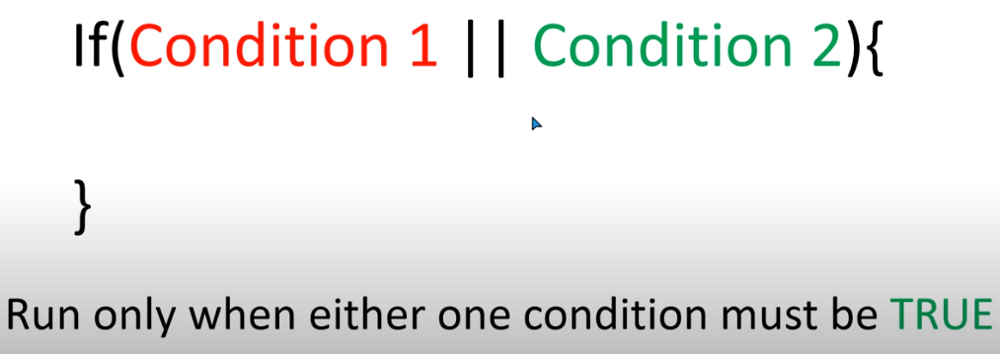 If(Condition 1 || Condition 2){
}
Run only when either one condition must be TRUE